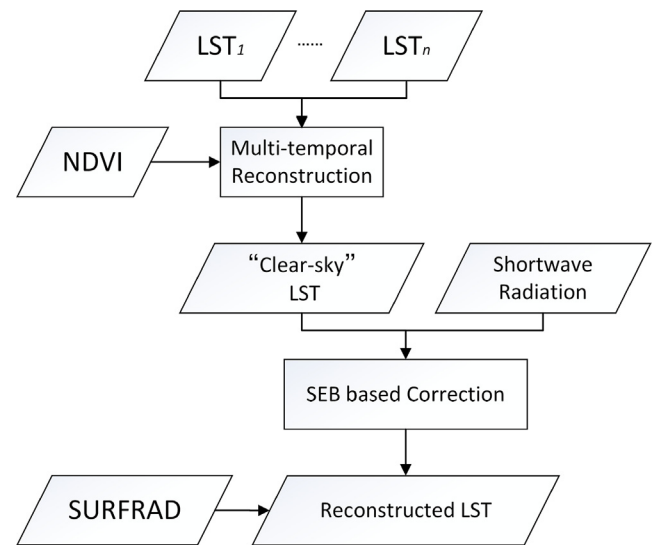 LST1 ...... LSTn
NDVI
Multi-temporal
Reconstruction
“Clear-sky”
LST
Shortwave
Radiation
SEB based Correction
SURFRAD
Reconstructed LST